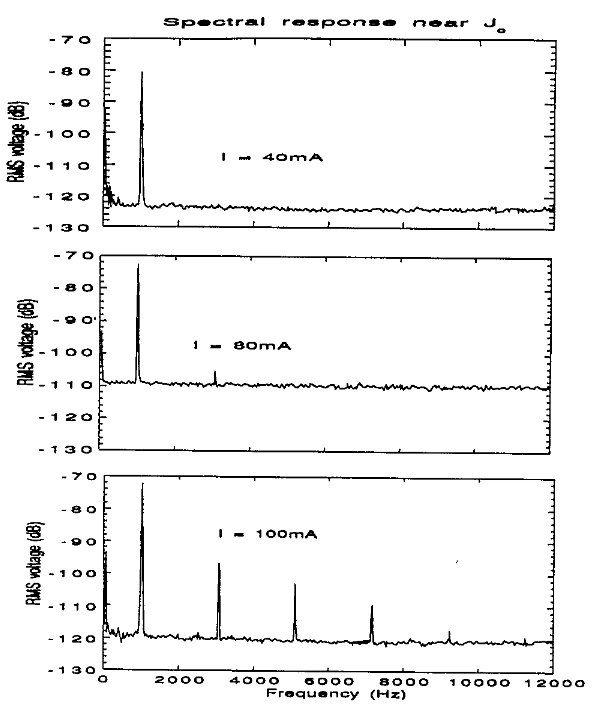 Spectral response near Jo
-70
-80
-90
-100
-110
-120
-130
RMS voltage (dB)
I = 40mA
-70
-80
-90
-100
-110
-120
-130
RMS voltage (dB)
I = 80mA
-70
-80
-90
-100
-110
-120
-130
RMS voltage (dB)
I = 100mA
0 2000 4000 6000 8000 10000 12000
Frequency (Hz)